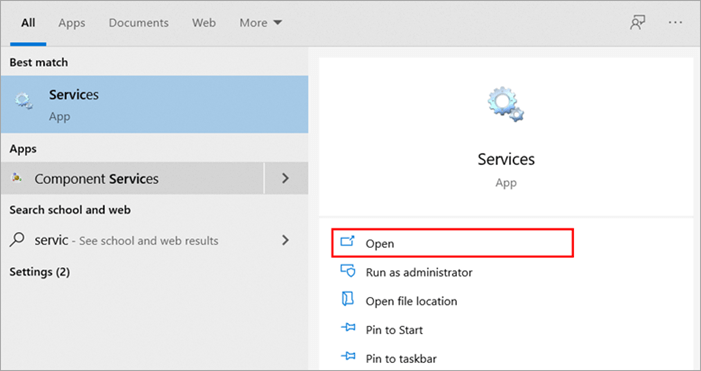 All Apps Documents Web More
Best match
Services
App
Apps
Component Services
Search school and web
servic - See school and web results
Settings (2)
Services
App
Open
Run as administrator
Open file location
Pin to Start
Pin to taskbar